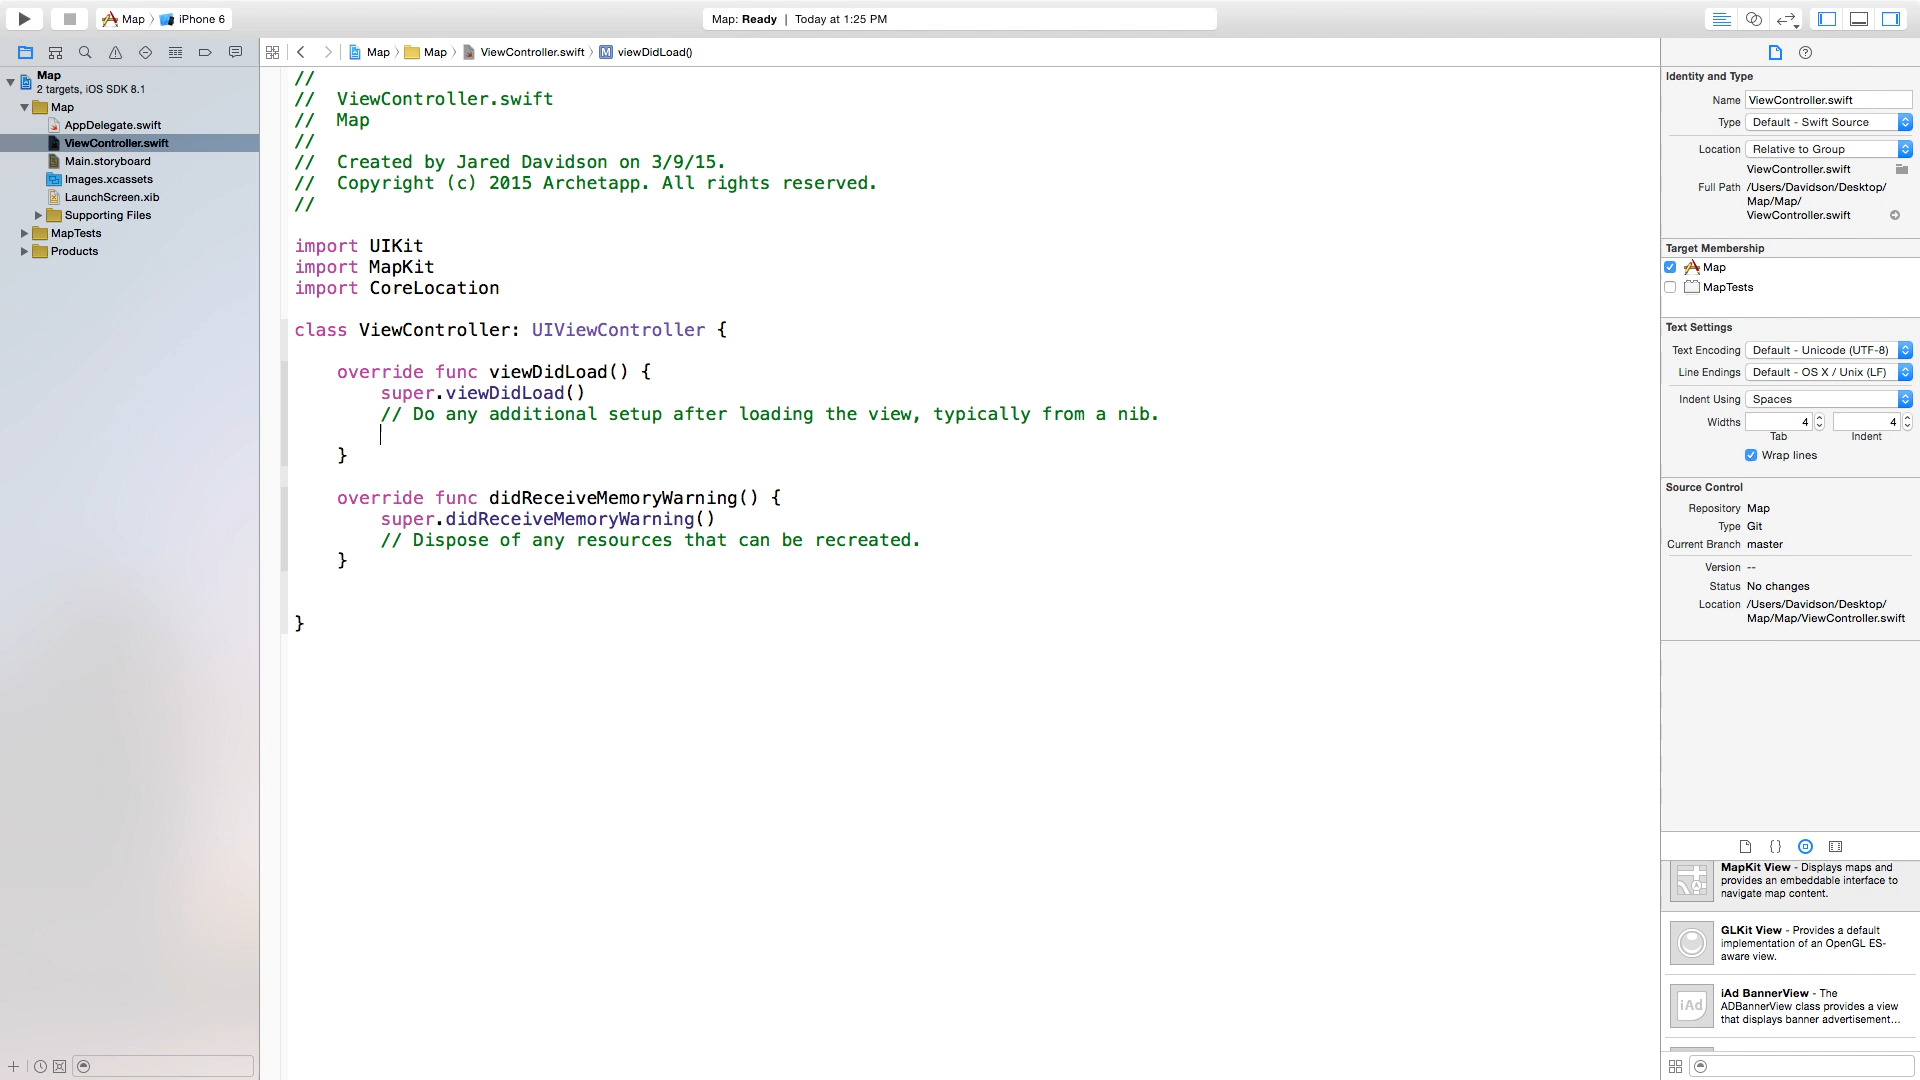 Map 〉 iPhone 6
Map: Ready | Today at 1:25 PM
Map 〉 Map 〉 ViewController.swift 〉 M viewDidLoad()
Map
2 targets, iOS SDK 8.1
Map
AppDelegate.swift
ViewController.swift
Main.storyboard
Images.xcassets
LaunchScreen.xib
Supporting Files
MapTests
Products
//
//  ViewController.swift
//  Map
//
//  Created by Jared Davidson on 3/9/15.
//  Copyright (c) 2015 Archetapp. All rights reserved.
//
import UIKit
import MapKit
import CoreLocation
class ViewController: UIViewController {
override func viewDidLoad() {
super.viewDidLoad()
// Do any additional setup after loading the view, typically from a nib.
}
override func didReceiveMemoryWarning() {
super.didReceiveMemoryWarning()
// Dispose of any resources that can be recreated.
}
}
Identity and Type
Name ViewController.swift
Type Default - Swift Source
Location Relative to Group
ViewController.swift
Full Path /Users/Davidson/Desktop/
Map/Map/
ViewController.swift
Target Membership
Map
MapTests
Text Settings
Text Encoding Default - Unicode (UTF-8)
Line Endings Default - OS X / Unix (LF)
Indent Using Spaces
Widths 4 4
Tab Indent
Wrap lines
Source Control
Repository Map
Type Git
Current Branch master
Version --
Status No changes
Location /Users/Davidson/Desktop/
Map/Map/ViewController.swift
{}
MapKit View - Displays maps and
provides an embeddable interface to
navigate map content.
GLKit View - Provides a default
implementation of an OpenGL ES-
aware view.
iAd
iAd BannerView - The
ADBannerView class provides a view
that displays banner advertisement...